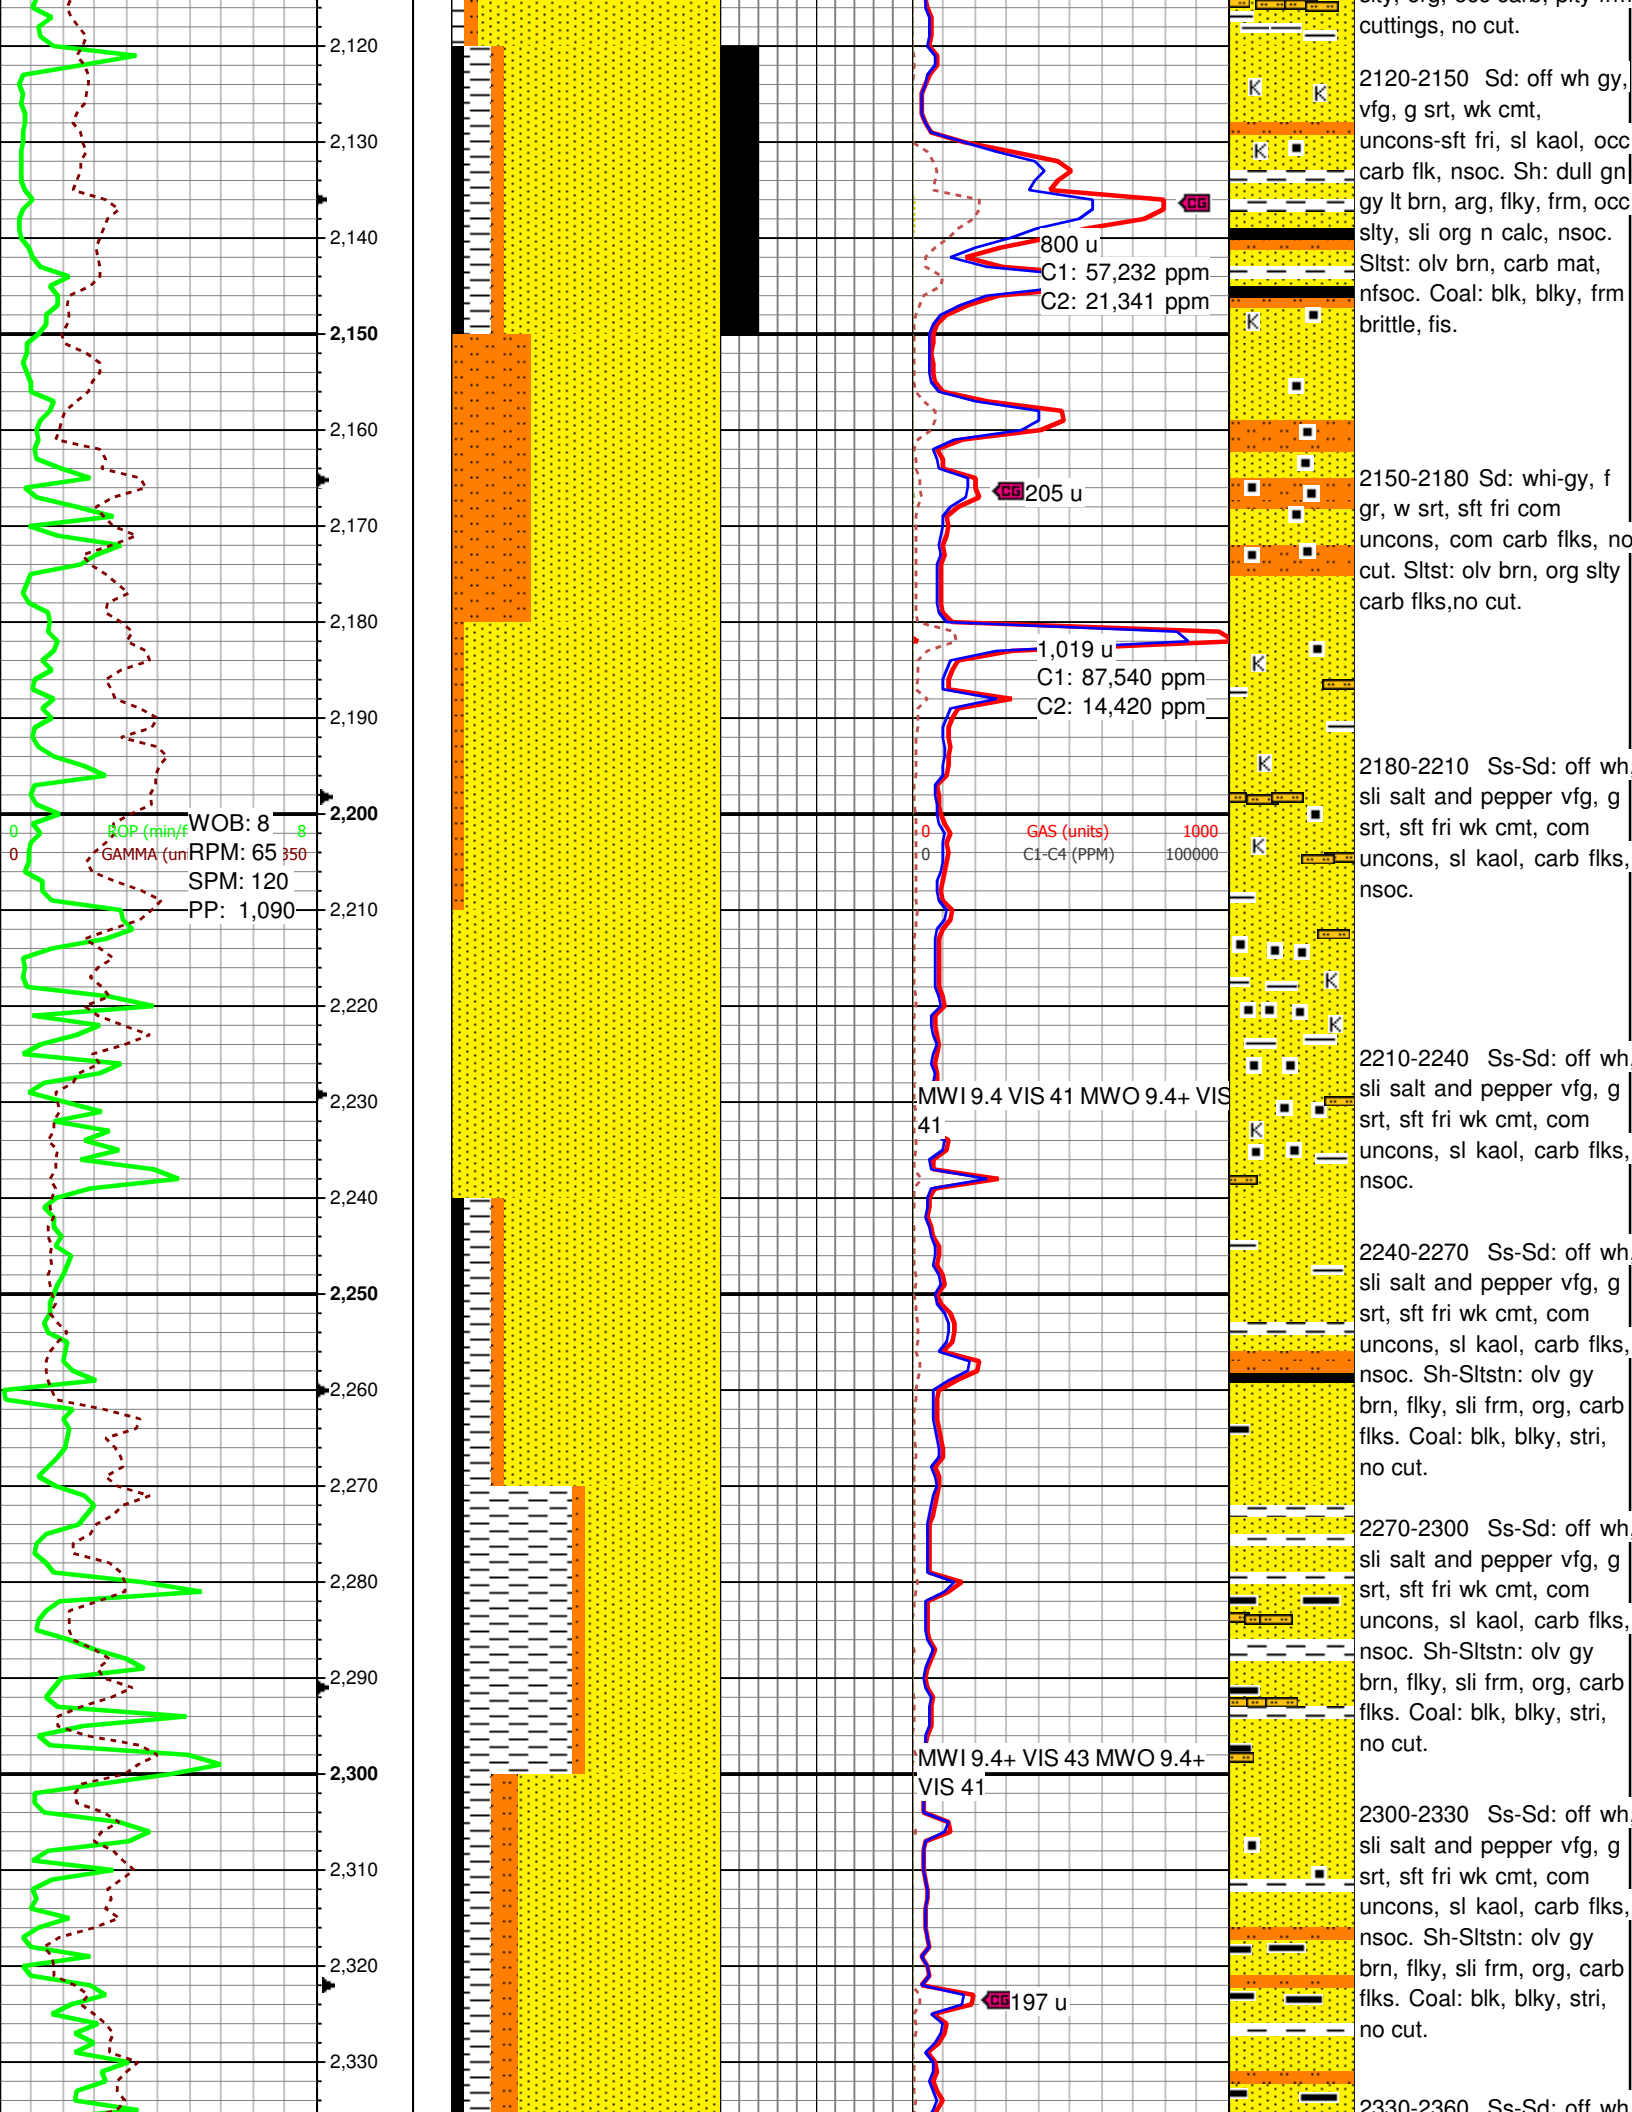 cuttings, no cut.
2120-2150 Sd: off wh gy,
vfg, g srt, wk cmt,
uncons-sft fri, sl kaol, occ
carb flk, nsoc. Sh: dull gn
gy lt brn, arg, flky, frm, occ
slty, sli org n calc, nsoc.
Sltst: olv brn, carb mat,
nfsoc. Coal: blk, blky, frm
brittle, fis.
2150-2180 Sd: whi-gy, f
gr, w srt, sft fri com
uncons, com carb flks, no
cut. Sltst: olv brn, org slty
carb flks,no cut.
2180-2210 Ss-Sd: off wh,
sli salt and pepper vfg, g
srt, sft fri wk cmt, com
uncons, sl kaol, carb flks,
nsoc.
2210-2240 Ss-Sd: off wh,
sli salt and pepper vfg, g
srt, sft fri wk cmt, com
uncons, sl kaol, carb flks,
nsoc.
2240-2270 Ss-Sd: off wh,
sli salt and pepper vfg, g
srt, sft fri wk cmt, com
uncons, sl kaol, carb flks,
nsoc. Sh-Sltstn: olv gy
brn, flky, sli frm, org, carb
flks. Coal: blk, blky, stri,
no cut.
2270-2300 Ss-Sd: off wh,
sli salt and pepper vfg, g
srt, sft fri wk cmt, com
uncons, sl kaol, carb flks,
nsoc. Sh-Sltstn: olv gy
brn, flky, sli frm, org, carb
flks. Coal: blk, blky, stri,
no cut.
2300-2330 Ss-Sd: off wh,
sli salt and pepper vfg, g
srt, sft fri wk cmt, com
uncons, sl kaol, carb flks,
nsoc. Sh-Sltstn: olv gy
brn, flky, sli frm, org, carb
flks. Coal: blk, blky, stri,
no cut.
2330-2360 Ss-Sd: off wh
2,120
2,130
2,140
2,150
2,160
2,170
2,180
2,190
2,200
2,210
2,220
2,230
2,240
2,250
2,260
2,270
2,280
2,290
2,300
2,310
2,320
2,330
0 ROP (min/f 8
0 GAMMA (un 350
WOB: 8
RPM: 65
SPM: 120
PP: 1,090
CG
800 u
C1: 57,232 ppm
C2: 21,341 ppm
CG 205 u
1,019 u
C1: 87,540 ppm
C2: 14,420 ppm
0 GAS (units) 1000
0 C1-C4 (PPM) 100000
MWI 9.4 VIS 41 MWO 9.4+ VIS
41
MWI 9.4+ VIS 43 MWO 9.4+
VIS 41
CG 197 u
K K
K
K
K
K
K
K
K
K